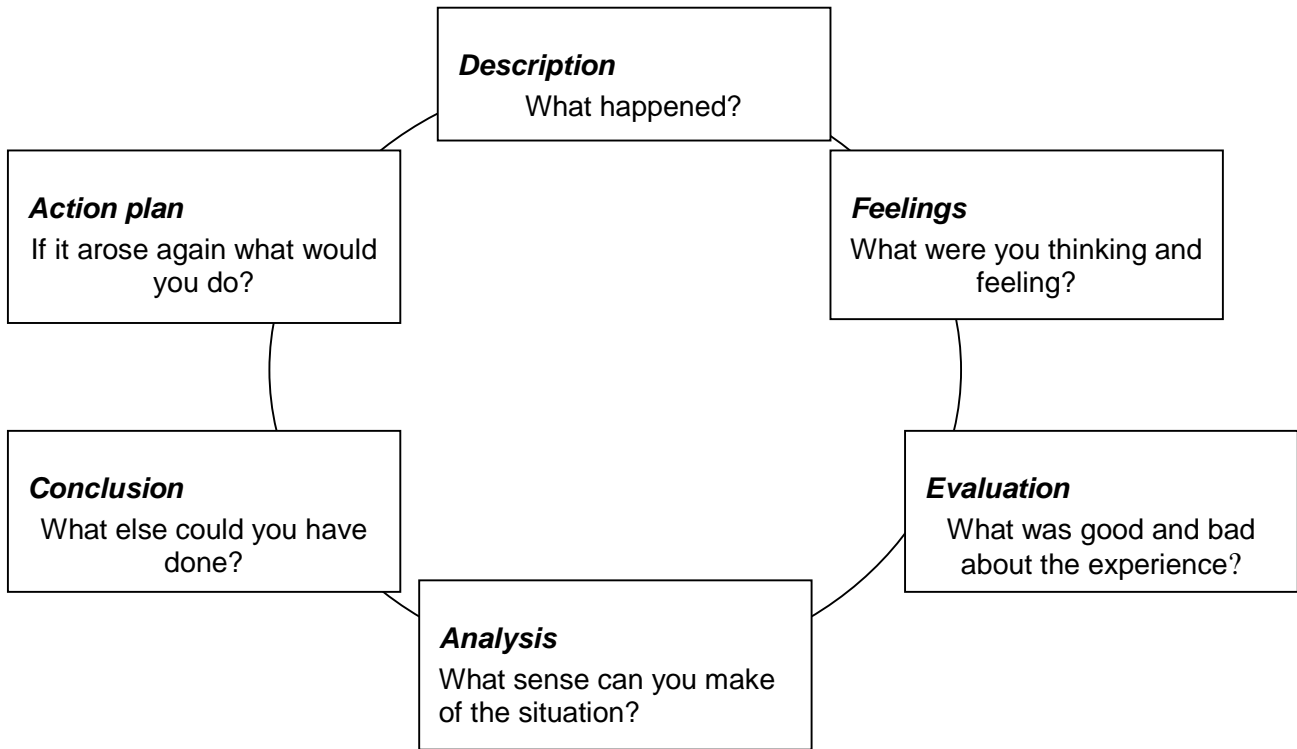 Description
What happened?
Feelings
What were you thinking and
feeling?
Evaluation
What was good and bad
about the experience?
Analysis
What sense can you make
of the situation?
Conclusion
What else could you have
done?
Action plan
If it arose again what would
you do?